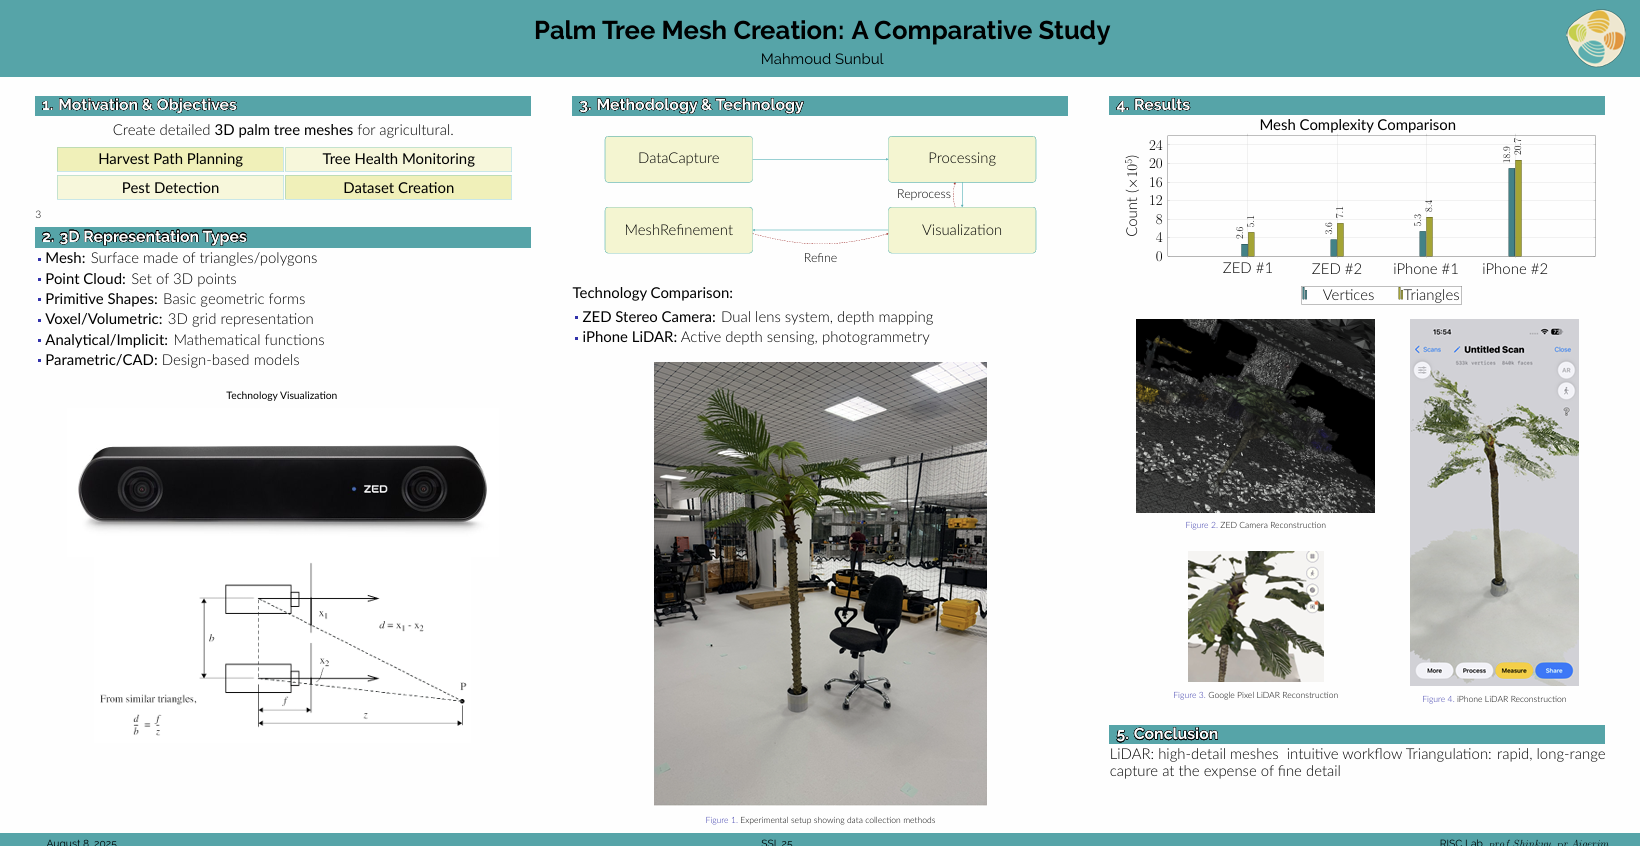 Palm Tree Mesh Creation: A Comparative Study
Mahmoud Sunbul
1. Motivation & Objectives
Create detailed 3D palm tree meshes for agricultural.
Harvest Path Planning
Tree Health Monitoring
Pest Detection
Dataset Creation
3
2. 3D Representation Types
▪ Mesh: Surface made of triangles/polygons
▪ Point Cloud: Set of 3D points
▪ Primitive Shapes: Basic geometric forms
▪ Voxel/Volumetric: 3D grid representation
▪ Analytical/Implicit: Mathematical functions
▪ Parametric/CAD: Design-based models
Technology Visualization
ZED
x₁
d = x₁ - x₂
b
x₂
P
From similar triangles,
f
z
d/b = f/z
3. Methodology & Technology
DataCapture
Processing
Reprocess
MeshRefinement
Visualization
Refine
Technology Comparison:
▪ ZED Stereo Camera: Dual lens system, depth mapping
▪ iPhone LiDAR: Active depth sensing, photogrammetry
Figure 1. Experimental setup showing data collection methods
4. Results
Mesh Complexity Comparison
Count (×10⁵)
24
20
16
12
8
4
0
2.6
5.1
3.6
7.1
5.3
8.4
18.9
20.7
ZED #1
ZED #2
iPhone #1
iPhone #2
Vertices
Triangles
Figure 2. ZED Camera Reconstruction
Figure 3. Google Pixel LiDAR Reconstruction
15:54
Scans
Untitled Scan
Close
533k vertices 840k faces
AR
More
Process
Measure
Share
Figure 4. iPhone LiDAR Reconstruction
5. Conclusion
LiDAR: high-detail meshes intuitive workflow Triangulation: rapid, long-range
capture at the expense of fine detail
August 8, 2025
SSI 25
RISC Lab,